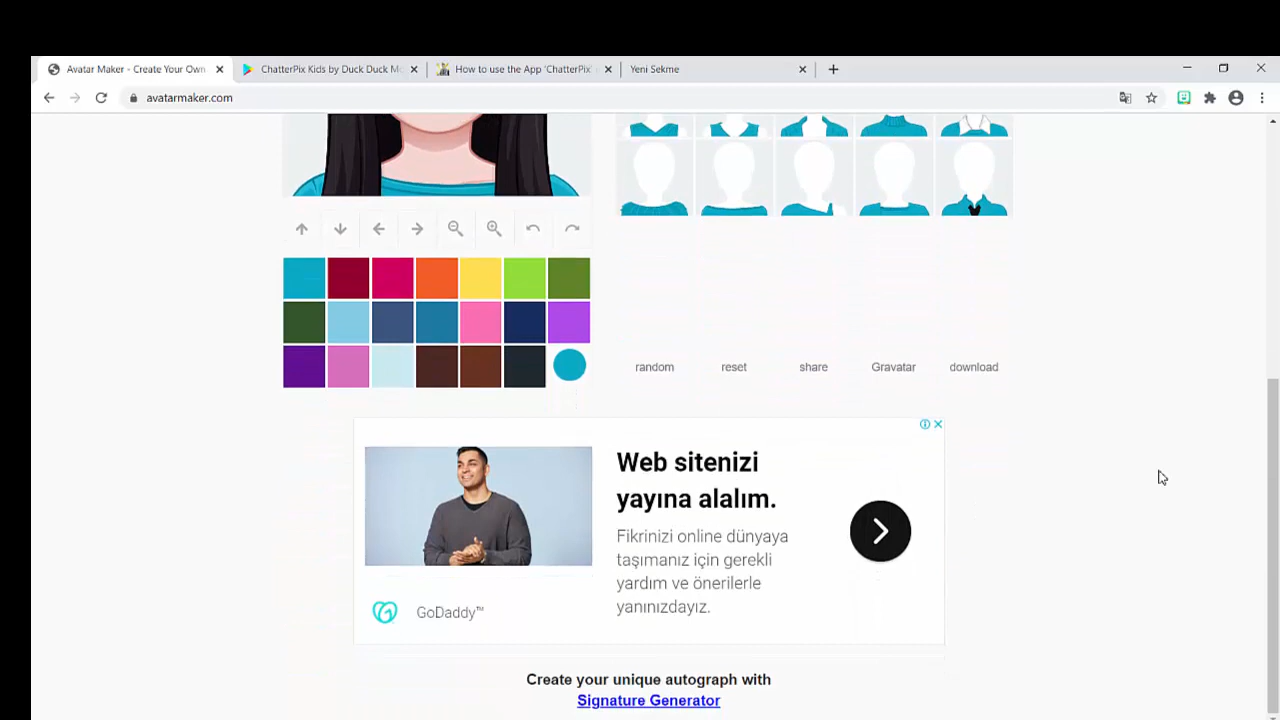 Avatar Maker - Create Your Own
ChatterPix Kids by Duck Duck Mo
How to use the App 'ChatterPix'
Yeni Sekme
avatarmaker.com
random reset share Gravatar download
Web sitenizi
yayına alalım.
Fikrinizi online dünyaya
taşımanız için gerekli
yardım ve önerilerle
yanınızdayız.
GoDaddy™
Create your unique autograph with
Signature Generator